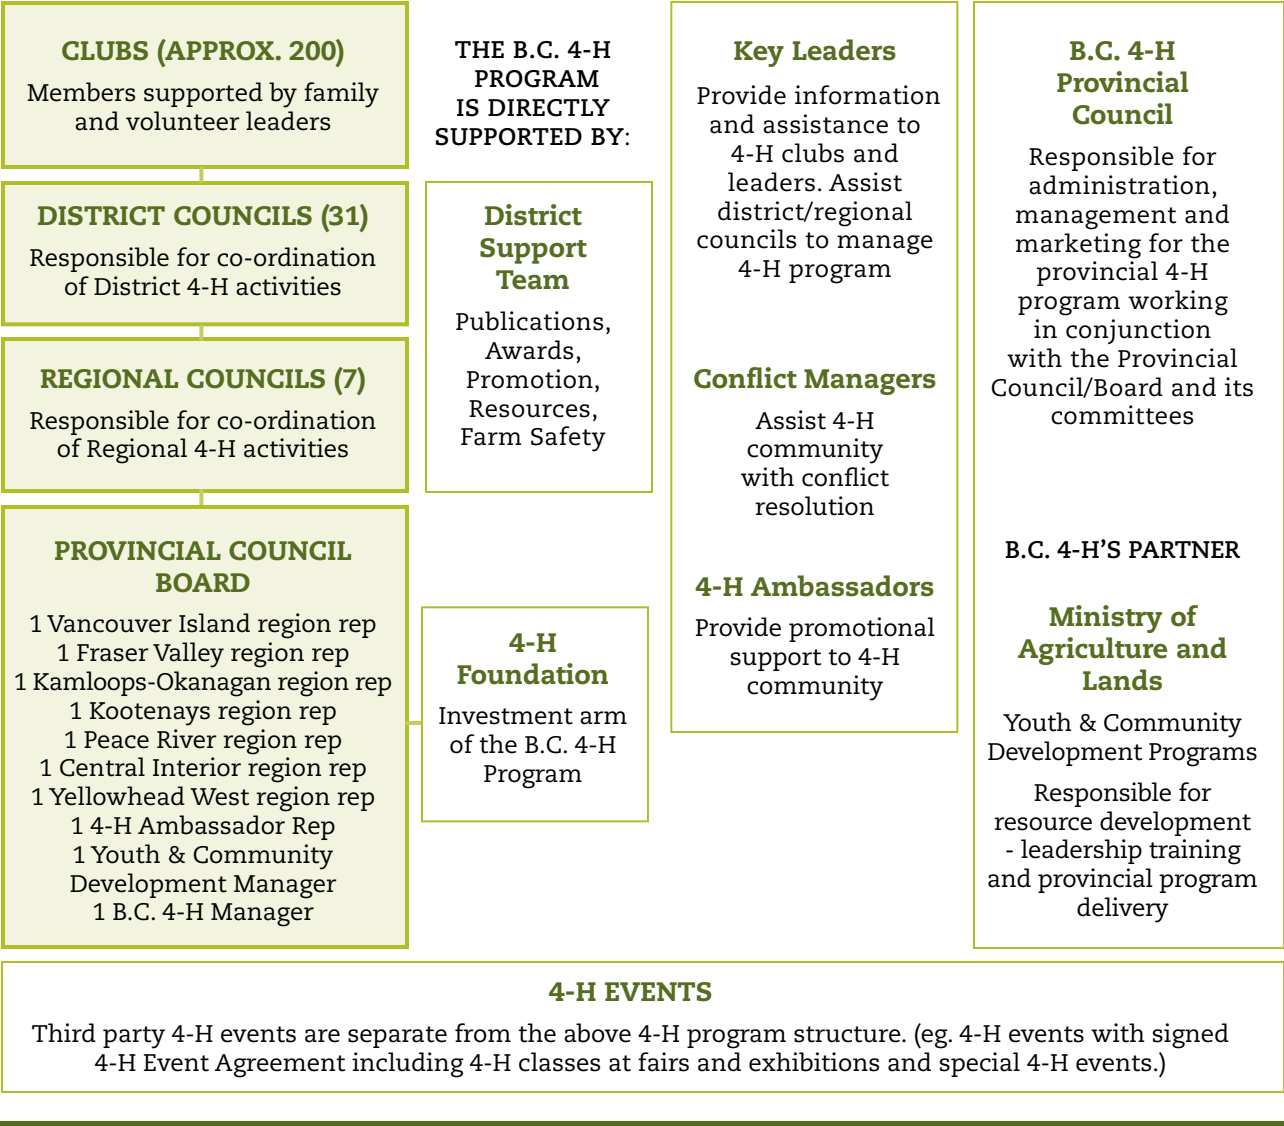 CLUBS (APPROX. 200)
Members supported by family
and volunteer leaders
DISTRICT COUNCILS (31)
Responsible for co-ordination
of District 4-H activities
REGIONAL COUNCILS (7)
Responsible for co-ordination
of Regional 4-H activities
PROVINCIAL COUNCIL
BOARD
1 Vancouver Island region rep
1 Fraser Valley region rep
1 Kamloops-Okanagan region rep
1 Kootenays region rep
1 Peace River region rep
1 Central Interior region rep
1 Yellowhead West region rep
1 4-H Ambassador Rep
1 Youth & Community
Development Manager
1 B.C. 4-H Manager
THE B.C. 4-H
PROGRAM
IS DIRECTLY
SUPPORTED BY:
District
Support
Team
Publications,
Awards,
Promotion,
Resources,
Farm Safety
4-H
Foundation
Investment arm
of the B.C. 4-H
Program
Key Leaders
Provide information
and assistance to
4-H clubs and
leaders. Assist
district/regional
councils to manage
4-H program
Conflict Managers
Assist 4-H
community
with conflict
resolution
4-H Ambassadors
Provide promotional
support to 4-H
community
B.C. 4-H
Provincial
Council
Responsible for
administration,
management and
marketing for the
provincial 4-H
program working
in conjunction
with the Provincial
Council/Board and its
committees
B.C. 4-H'S PARTNER
Ministry of
Agriculture and
Lands
Youth & Community
Development Programs
Responsible for
resource development
- leadership training
and provincial program
delivery
4-H EVENTS
Third party 4-H events are separate from the above 4-H program structure. (eg. 4-H events with signed
4-H Event Agreement including 4-H classes at fairs and exhibitions and special 4-H events.)